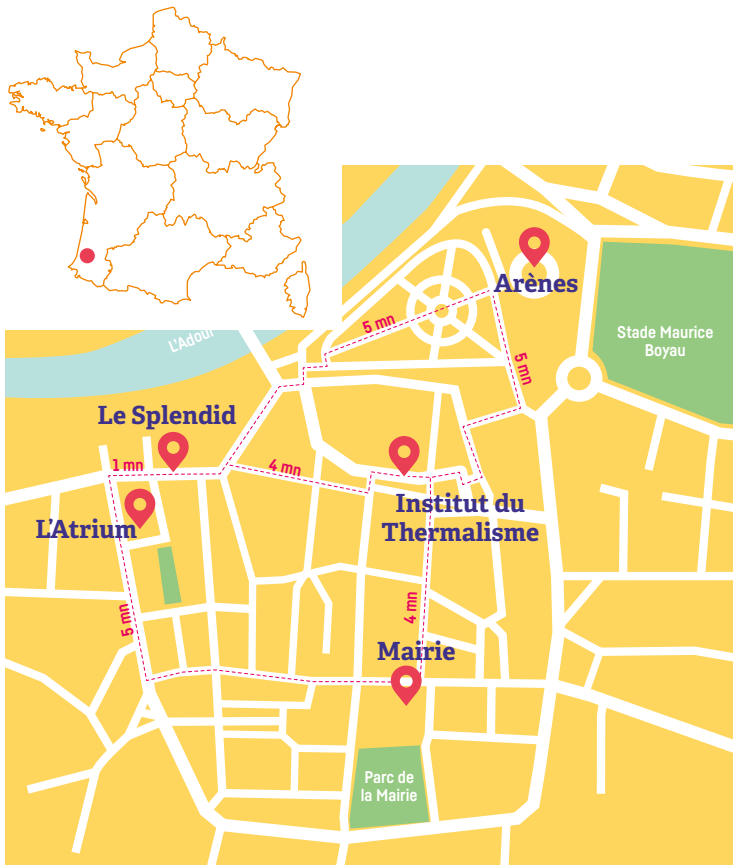 Arènes
5 mn
Stade Maurice
Boyau
L'Adour
5 mn
Le Splendid
1 mn
4 mn
Institut du
Thermalisme
L'Atrium
5 mn
4 mn
Mairie
Parc de
la Mairie